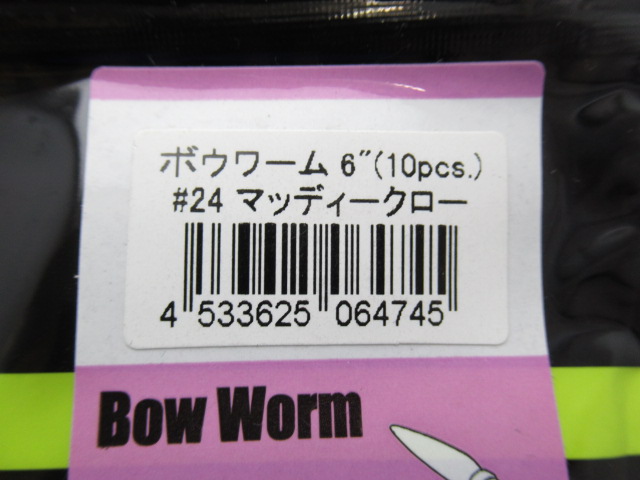 ボウワーム 6"(10pcs.)
#24 マッディークロー
4 533625 064745
Bow Worm